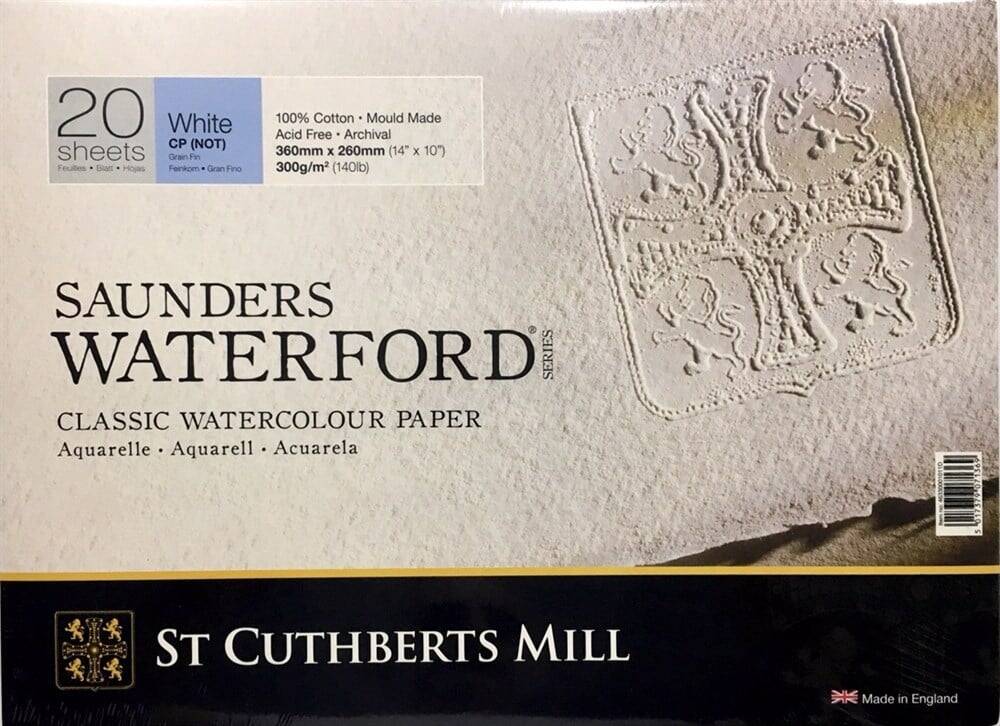 20
sheets
Feuilles • Blatt • Hojas
White
CP (NOT)
Grain Fin
Feinkorn • Gran Fino
100% Cotton • Mould Made
Acid Free • Archival
360mm x 260mm (14" x 10")
300g/m² (140lb)
SAUNDERS
WATERFORD®
SERIES
CLASSIC WATERCOLOUR PAPER
Aquarelle • Aquarell • Acuarela
ST CUTHBERTS MILL
Made in England